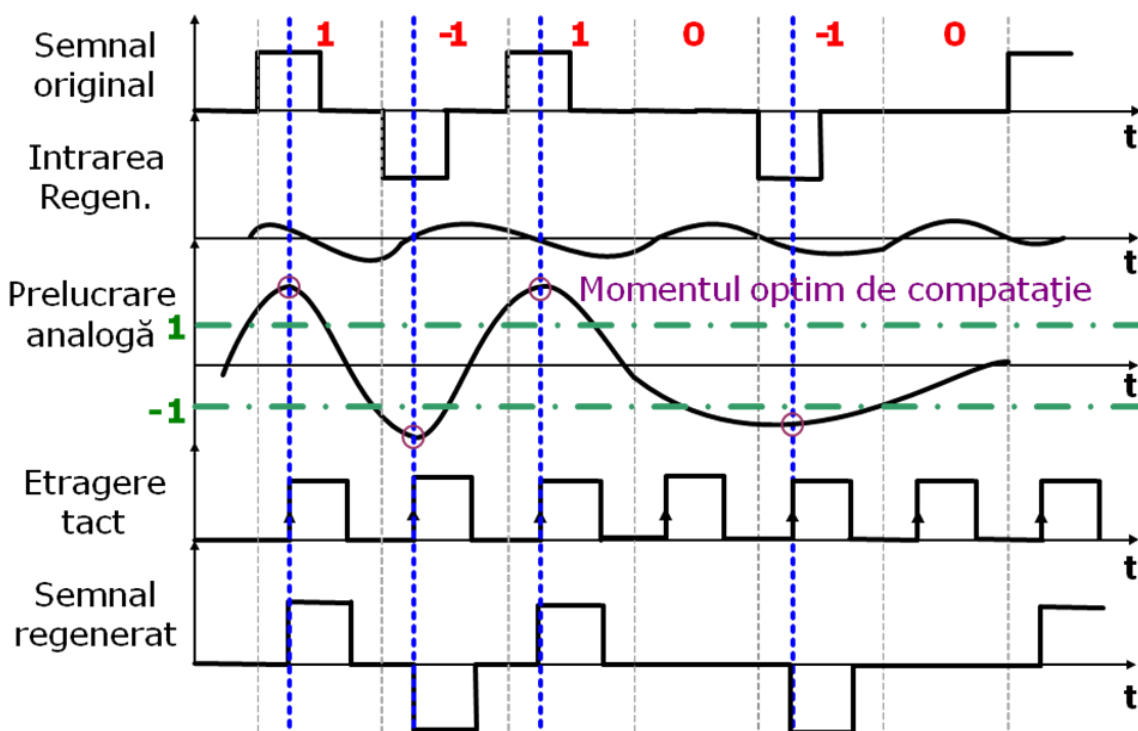 1 -1 1 0 -1 0
Semnal
original
t
Intrarea
Regen.
t
Prelucrare
analogă
Momentul optim de compataţie
1
t
-1
Etragere
tact
t
Semnal
regenerat
t